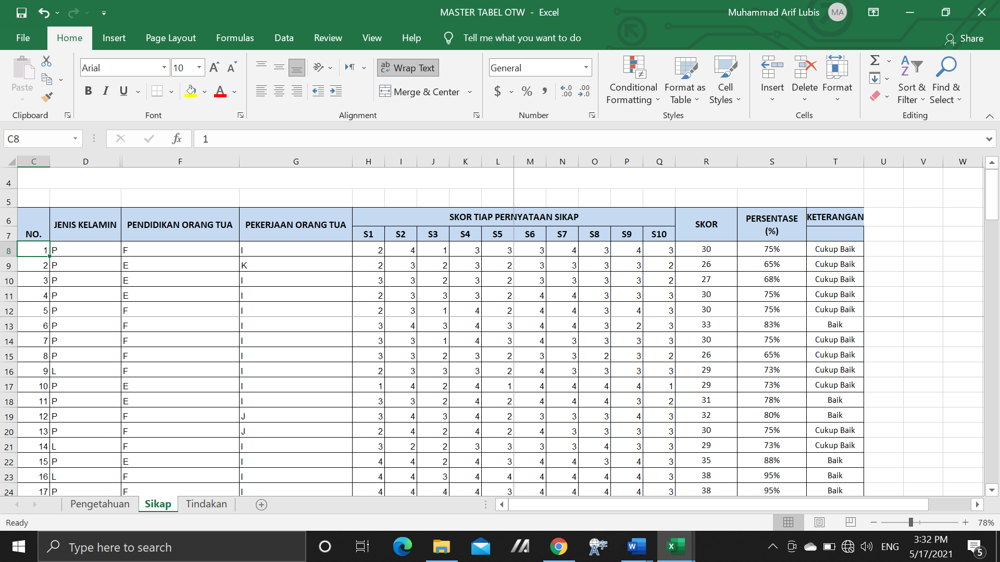 MASTER TABEL OTW - Excel
Muhammad Arif Lubis MA
File Home Insert Page Layout Formulas Data Review View Help Tell me what you want to do Share
Arial 10 Wrap Text General
Paste B I U Merge & Center $ % Conditional Formatting Format as Table Cell Styles Insert Delete Format Sort & Filter Find & Select
Clipboard Font Alignment Number Styles Cells Editing
C8 fx 1
C D F G H I J K L M N O P Q R S T U V W
4
5
6 NO. JENIS KELAMIN PENDIDIKAN ORANG TUA PEKERJAAN ORANG TUA SKOR TIAP PERNYATAAN SIKAP SKOR PERSENTASE (%) KETERANGAN
7 S1 S2 S3 S4 S5 S6 S7 S8 S9 S10
8 1 P F I 2 4 1 3 3 3 4 3 4 3 30 75% Cukup Baik
9 2 P E K 2 3 2 3 2 3 3 3 3 2 26 65% Cukup Baik
10 3 P E I 3 3 2 3 2 3 3 3 3 2 27 68% Cukup Baik
11 4 P E I 2 3 3 3 2 4 4 3 3 3 30 75% Cukup Baik
12 5 P F I 2 3 1 4 2 4 4 3 4 3 30 75% Cukup Baik
13 6 P F I 3 4 3 4 3 4 4 3 2 3 33 83% Baik
14 7 P F I 3 3 1 4 3 4 3 3 3 3 30 75% Cukup Baik
15 8 P F I 3 3 2 3 2 3 3 2 3 2 26 65% Cukup Baik
16 9 L F I 2 3 3 3 2 4 3 3 3 3 29 73% Cukup Baik
17 10 P E I 1 4 2 4 1 4 4 4 4 1 29 73% Cukup Baik
18 11 P E I 3 3 2 4 2 4 4 4 3 2 31 78% Baik
19 12 P F J 3 4 3 4 2 3 3 3 4 3 32 80% Baik
20 13 P F J 2 4 2 4 2 4 3 3 3 3 30 75% Cukup Baik
21 14 L F I 3 2 2 3 3 3 3 4 3 3 29 73% Cukup Baik
22 15 P E I 4 4 2 4 3 4 4 3 4 3 35 88% Baik
23 16 L F I 4 4 3 4 4 4 4 4 4 3 38 95% Baik
24 17 P F I 4 4 4 4 3 4 4 4 4 3 38 95% Baik
Pengetahuan Sikap Tindakan
Ready 78%
Type here to search ENG 3:32 PM
5/17/2021 5